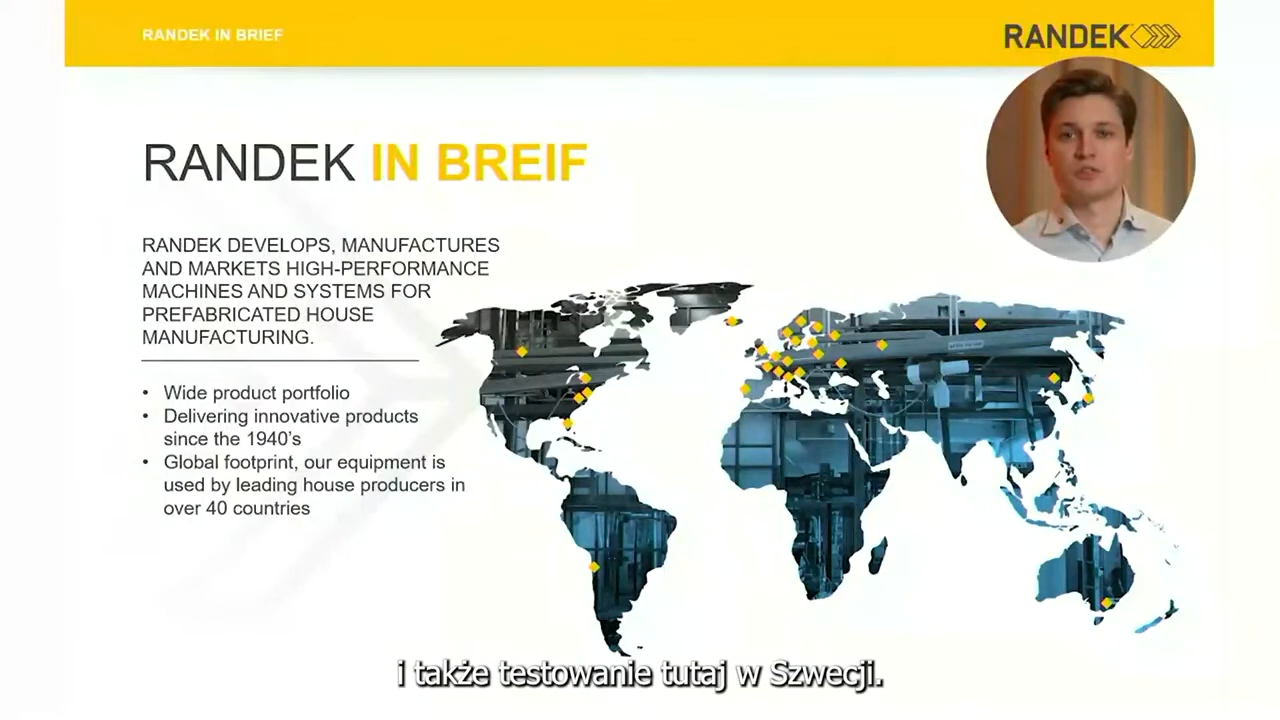 RANDEK IN BRIEF
RANDEK
RANDEK IN BREIF
RANDEK DEVELOPS, MANUFACTURES
AND MARKETS HIGH-PERFORMANCE
MACHINES AND SYSTEMS FOR
PREFABRICATED HOUSE
MANUFACTURING.
• Wide product portfolio
• Delivering innovative products
since the 1940’s
• Global footprint, our equipment is
used by leading house producers in
over 40 countries
i także testowanie tutaj w Szwecji.